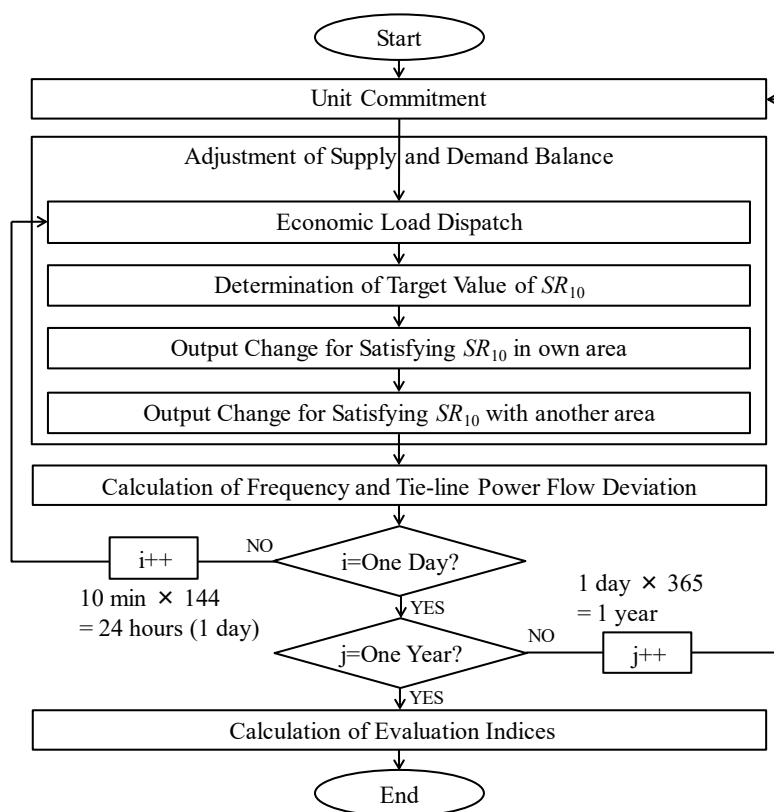 Start
Unit Commitment
Adjustment of Supply and Demand Balance
Economic Load Dispatch
Determination of Target Value of SR10
Output Change for Satisfying SR10 in own area
Output Change for Satisfying SR10 with another area
Calculation of Frequency and Tie-line Power Flow Deviation
i=One Day?
NO
i++
10 min × 144
= 24 hours (1 day)
YES
j=One Year?
NO
1 day × 365
= 1 year
j++
YES
Calculation of Evaluation Indices
End